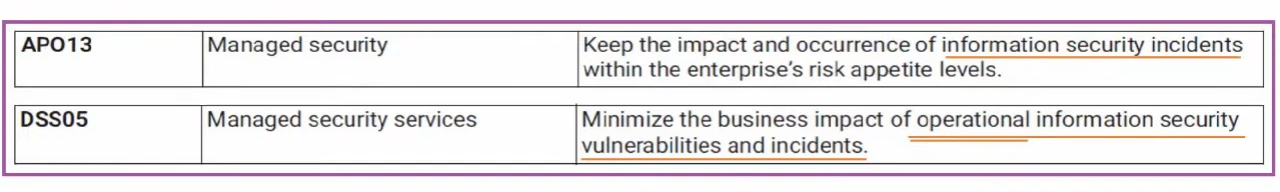 APO13 Managed security Keep the impact and occurrence of information security incidents
within the enterprise's risk appetite levels.
DSS05 Managed security services Minimize the business impact of operational information security
vulnerabilities and incidents.